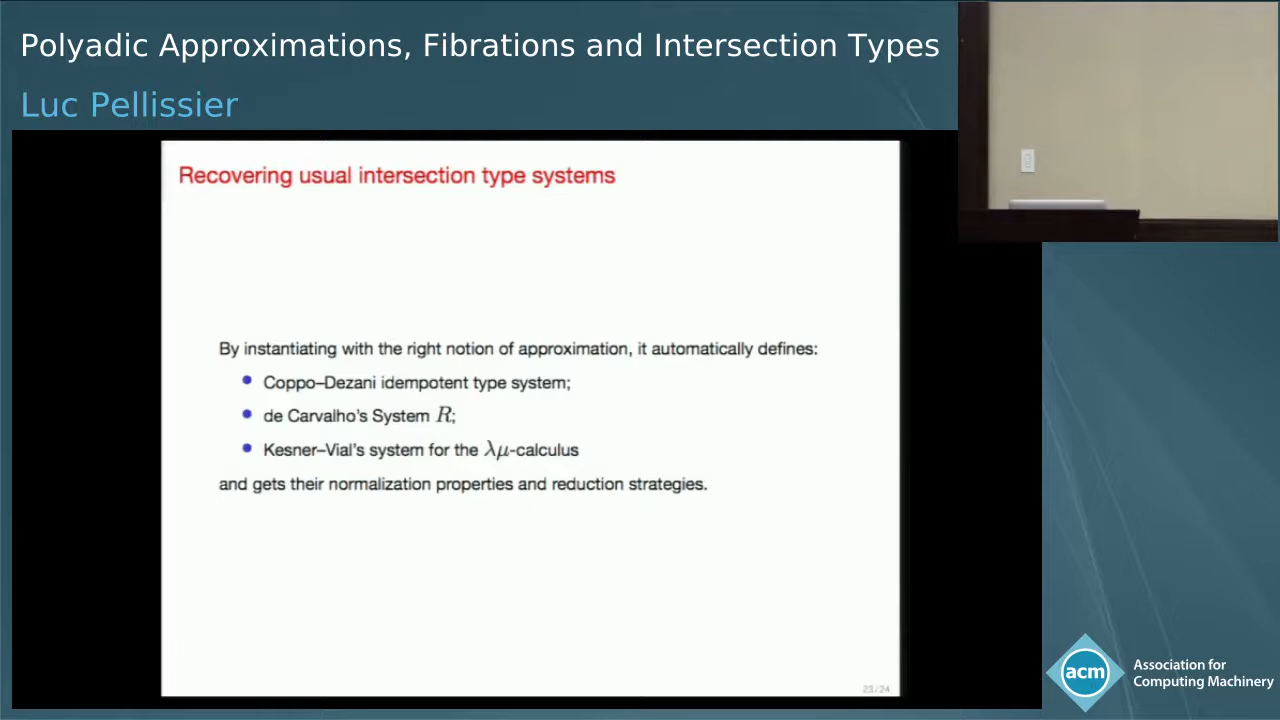 Polyadic Approximations, Fibrations and Intersection Types
Luc Pellissier
Recovering usual intersection type systems
By instantiating with the right notion of approximation, it automatically defines:
• Coppo–Dezani idempotent type system;
• de Carvalho's System R;
• Kesner–Vial's system for the λμ-calculus
and gets their normalization properties and reduction strategies.
23/24
acm
Association for
Computing Machinery